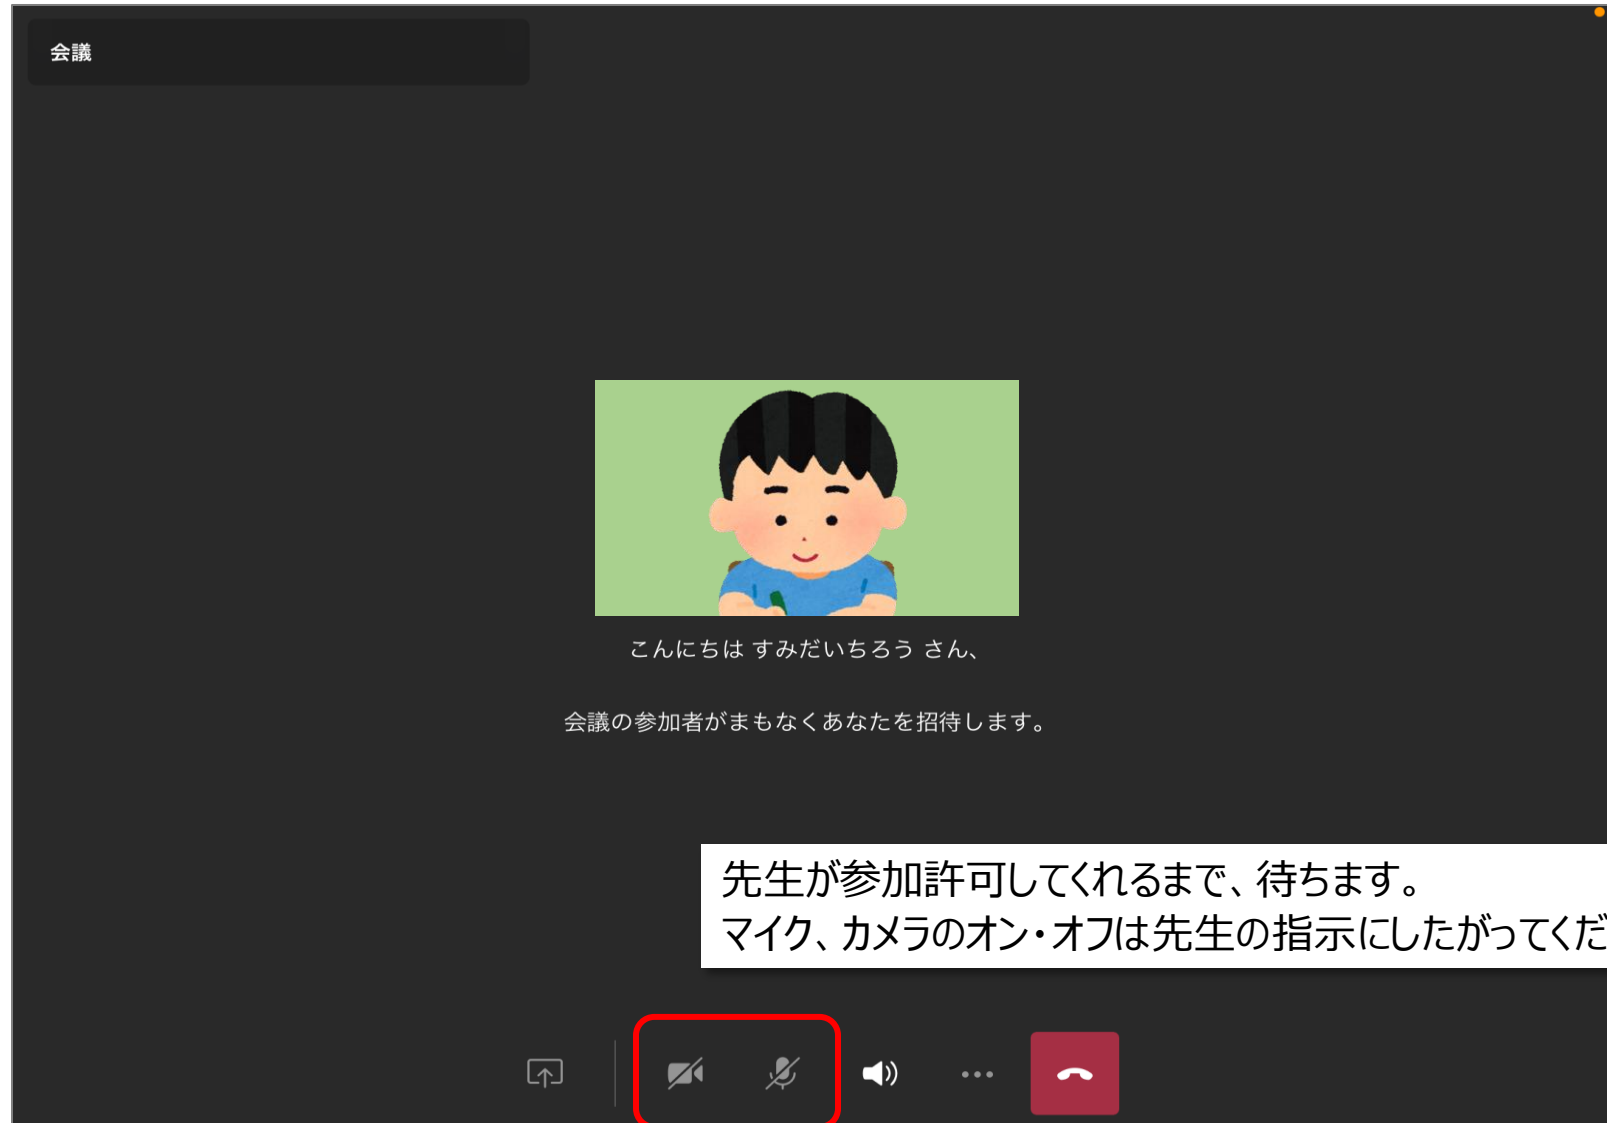 会議
こんにちは すみだいちろう さん、
会議の参加者がまもなくあなたを招待します。
先生が参加許可してくれるまで、待ちます。
マイク、カメラのオン・オフは先生の指示にしたがってくだ